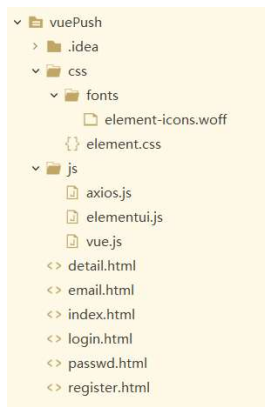 vuePush
.idea
css
fonts
element-icons.woff
element.css
js
axios.js
elementui.js
vue.js
detail.html
email.html
index.html
login.html
passwd.html
register.html